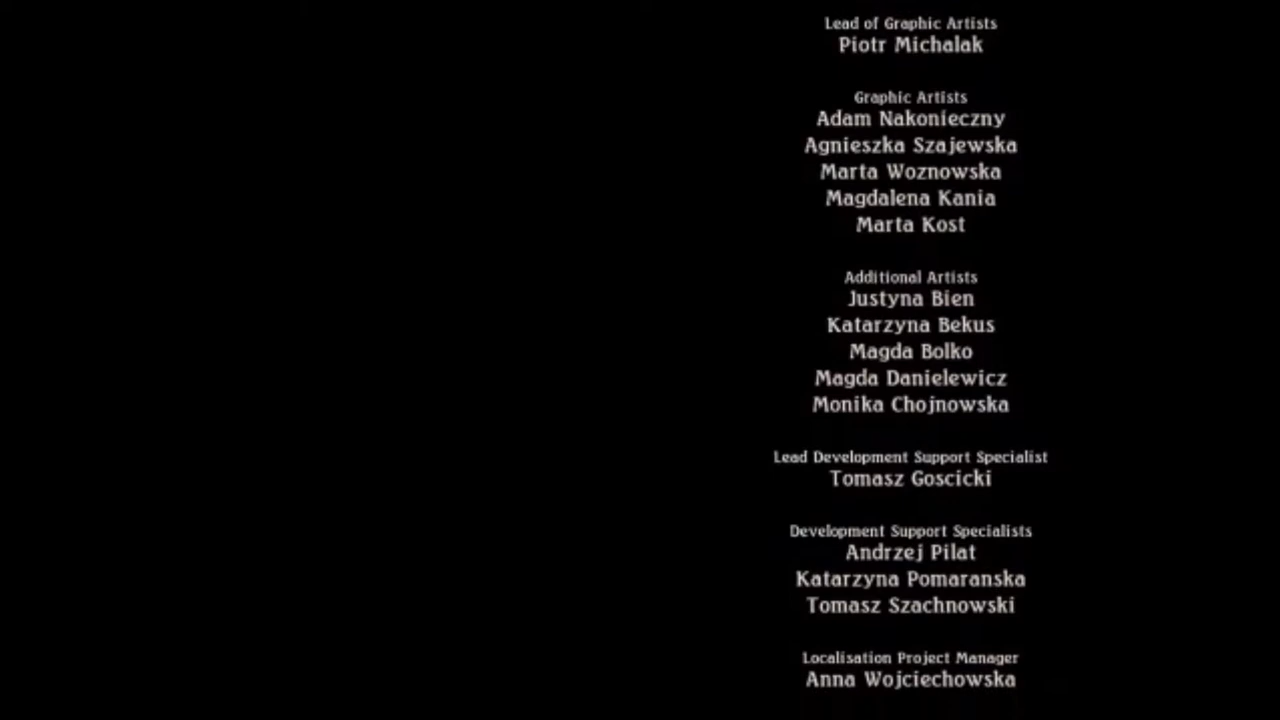 Lead of Graphic Artists
Piotr Michalak
Graphic Artists
Adam Nakonieczny
Agnieszka Szajewska
Marta Woznowska
Magdalena Kania
Marta Kost
Additional Artists
Justyna Bien
Katarzyna Bekus
Magda Bolko
Magda Danielewicz
Monika Chojnowska
Lead Development Support Specialist
Tomasz Goscicki
Development Support Specialists
Andrzej Pilat
Katarzyna Pomaranska
Tomasz Szachnowski
Localisation Project Manager
Anna Wojciechowska